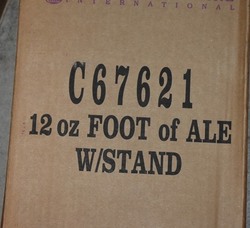 INTERNATIONAL
C67621
12 oz FOOT of ALE
W/STAND